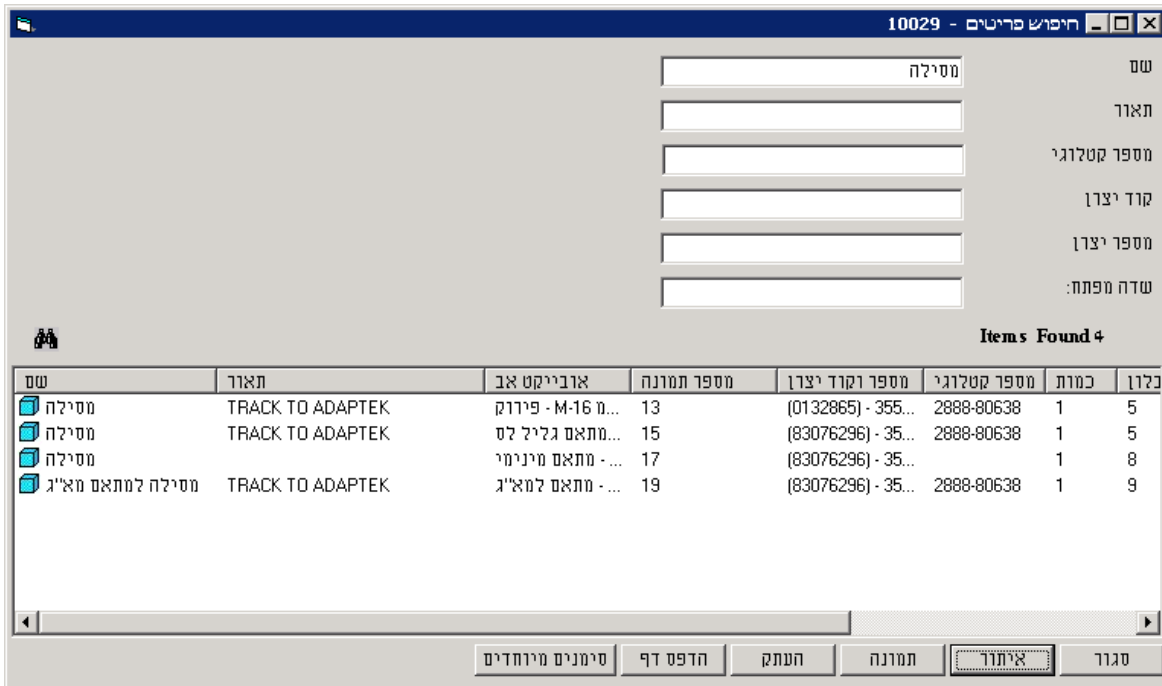 חיפוש פריטים - 10029
שם מסילה
תאור
מספר קטלוגי
קוד יצרן
מספר יצרן
שדה מפתח:
Items Found 4
שם תאור אובייקט אב מספר תמונה מספר וקוד יצרן מספר קטלוגי כמות בלון
מסילה TRACK TO ADAPTEK מ M-16 - פירוק... 13 (0132865) - 355... 2888-80638 1 5
מסילה TRACK TO ADAPTEK מתאם גליל לס... 15 (83076296) - 35... 2888-80638 1 5
מסילה - מתאם מינימי... 17 (83076296) - 35... 1 8
מסילה למתאם מא"ג TRACK TO ADAPTEK - מתאם למא"ג... 19 (83076296) - 35... 2888-80638 1 9
סגור איתור תמונה העתק הדפס דף סימנים מיוחדים